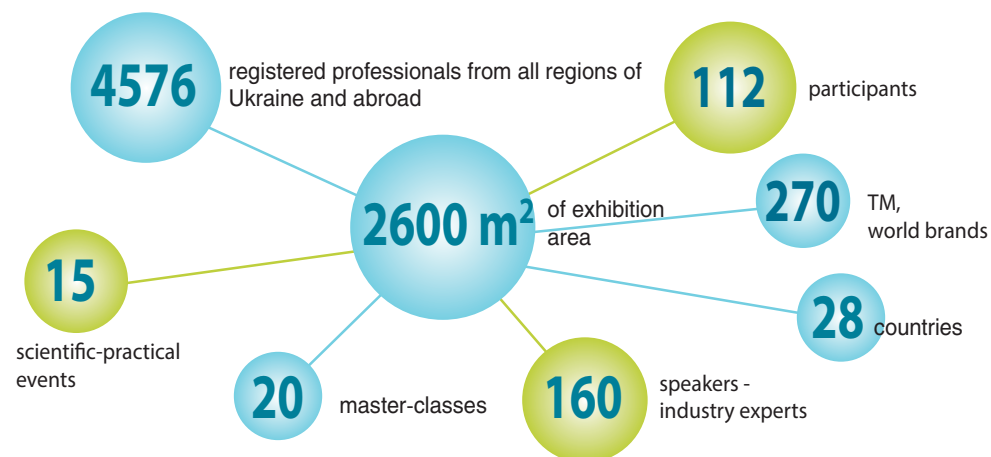 4576
registered professionals from all regions of
Ukraine and abroad
112
participants
2600 m²
of exhibition
area
270
TM,
world brands
15
scientific-practical
events
28
countries
20
master-classes
160
speakers -
industry experts